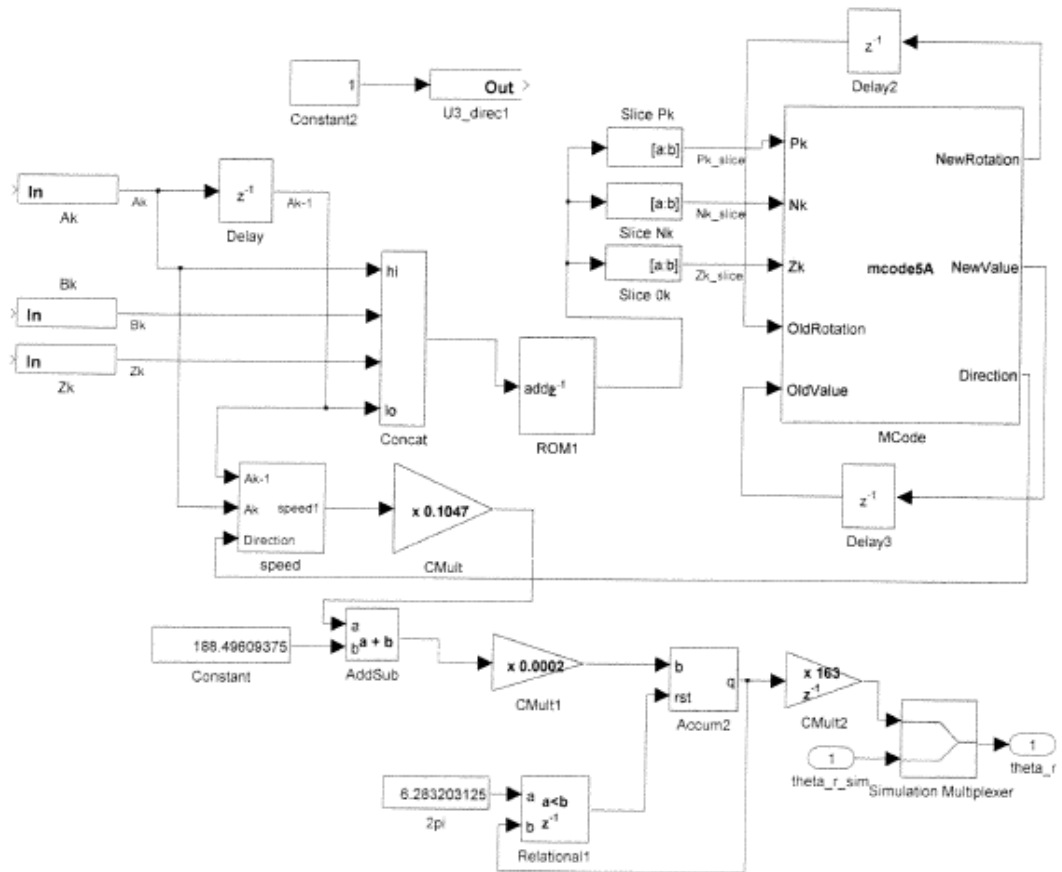 z-1
Delay2
1
Constant2
Out
U3_direc1
Slice Pk
[a:b]
Pk_slice
Pk
NewRotation
In
Ak
Ak
z-1
Ak-1
Delay
[a:b]
Nk_slice
Nk
Slice Nk
[a:b]
Zk_slice
Zk
Slice 0k
mcode5A
NewValue
hi
Bk
In
Bk
In
Zk
Zk
lo
Concat
OldRotation
addr z-1
ROM1
OldValue
Direction
MCode
Ak-1
Ak
speed1
Direction
speed
x 0.1047
CMult
z-1
Delay3
188.49609375
Constant
a
b
a + b
AddSub
x 0.0002
CMult1
b
rst
q
Accum2
x 163
z-1
CMult2
1
theta_r_sim
Simulation Multiplexer
1
theta_r
6.283203125
2pi
a
b
a<b
z-1
Relational1